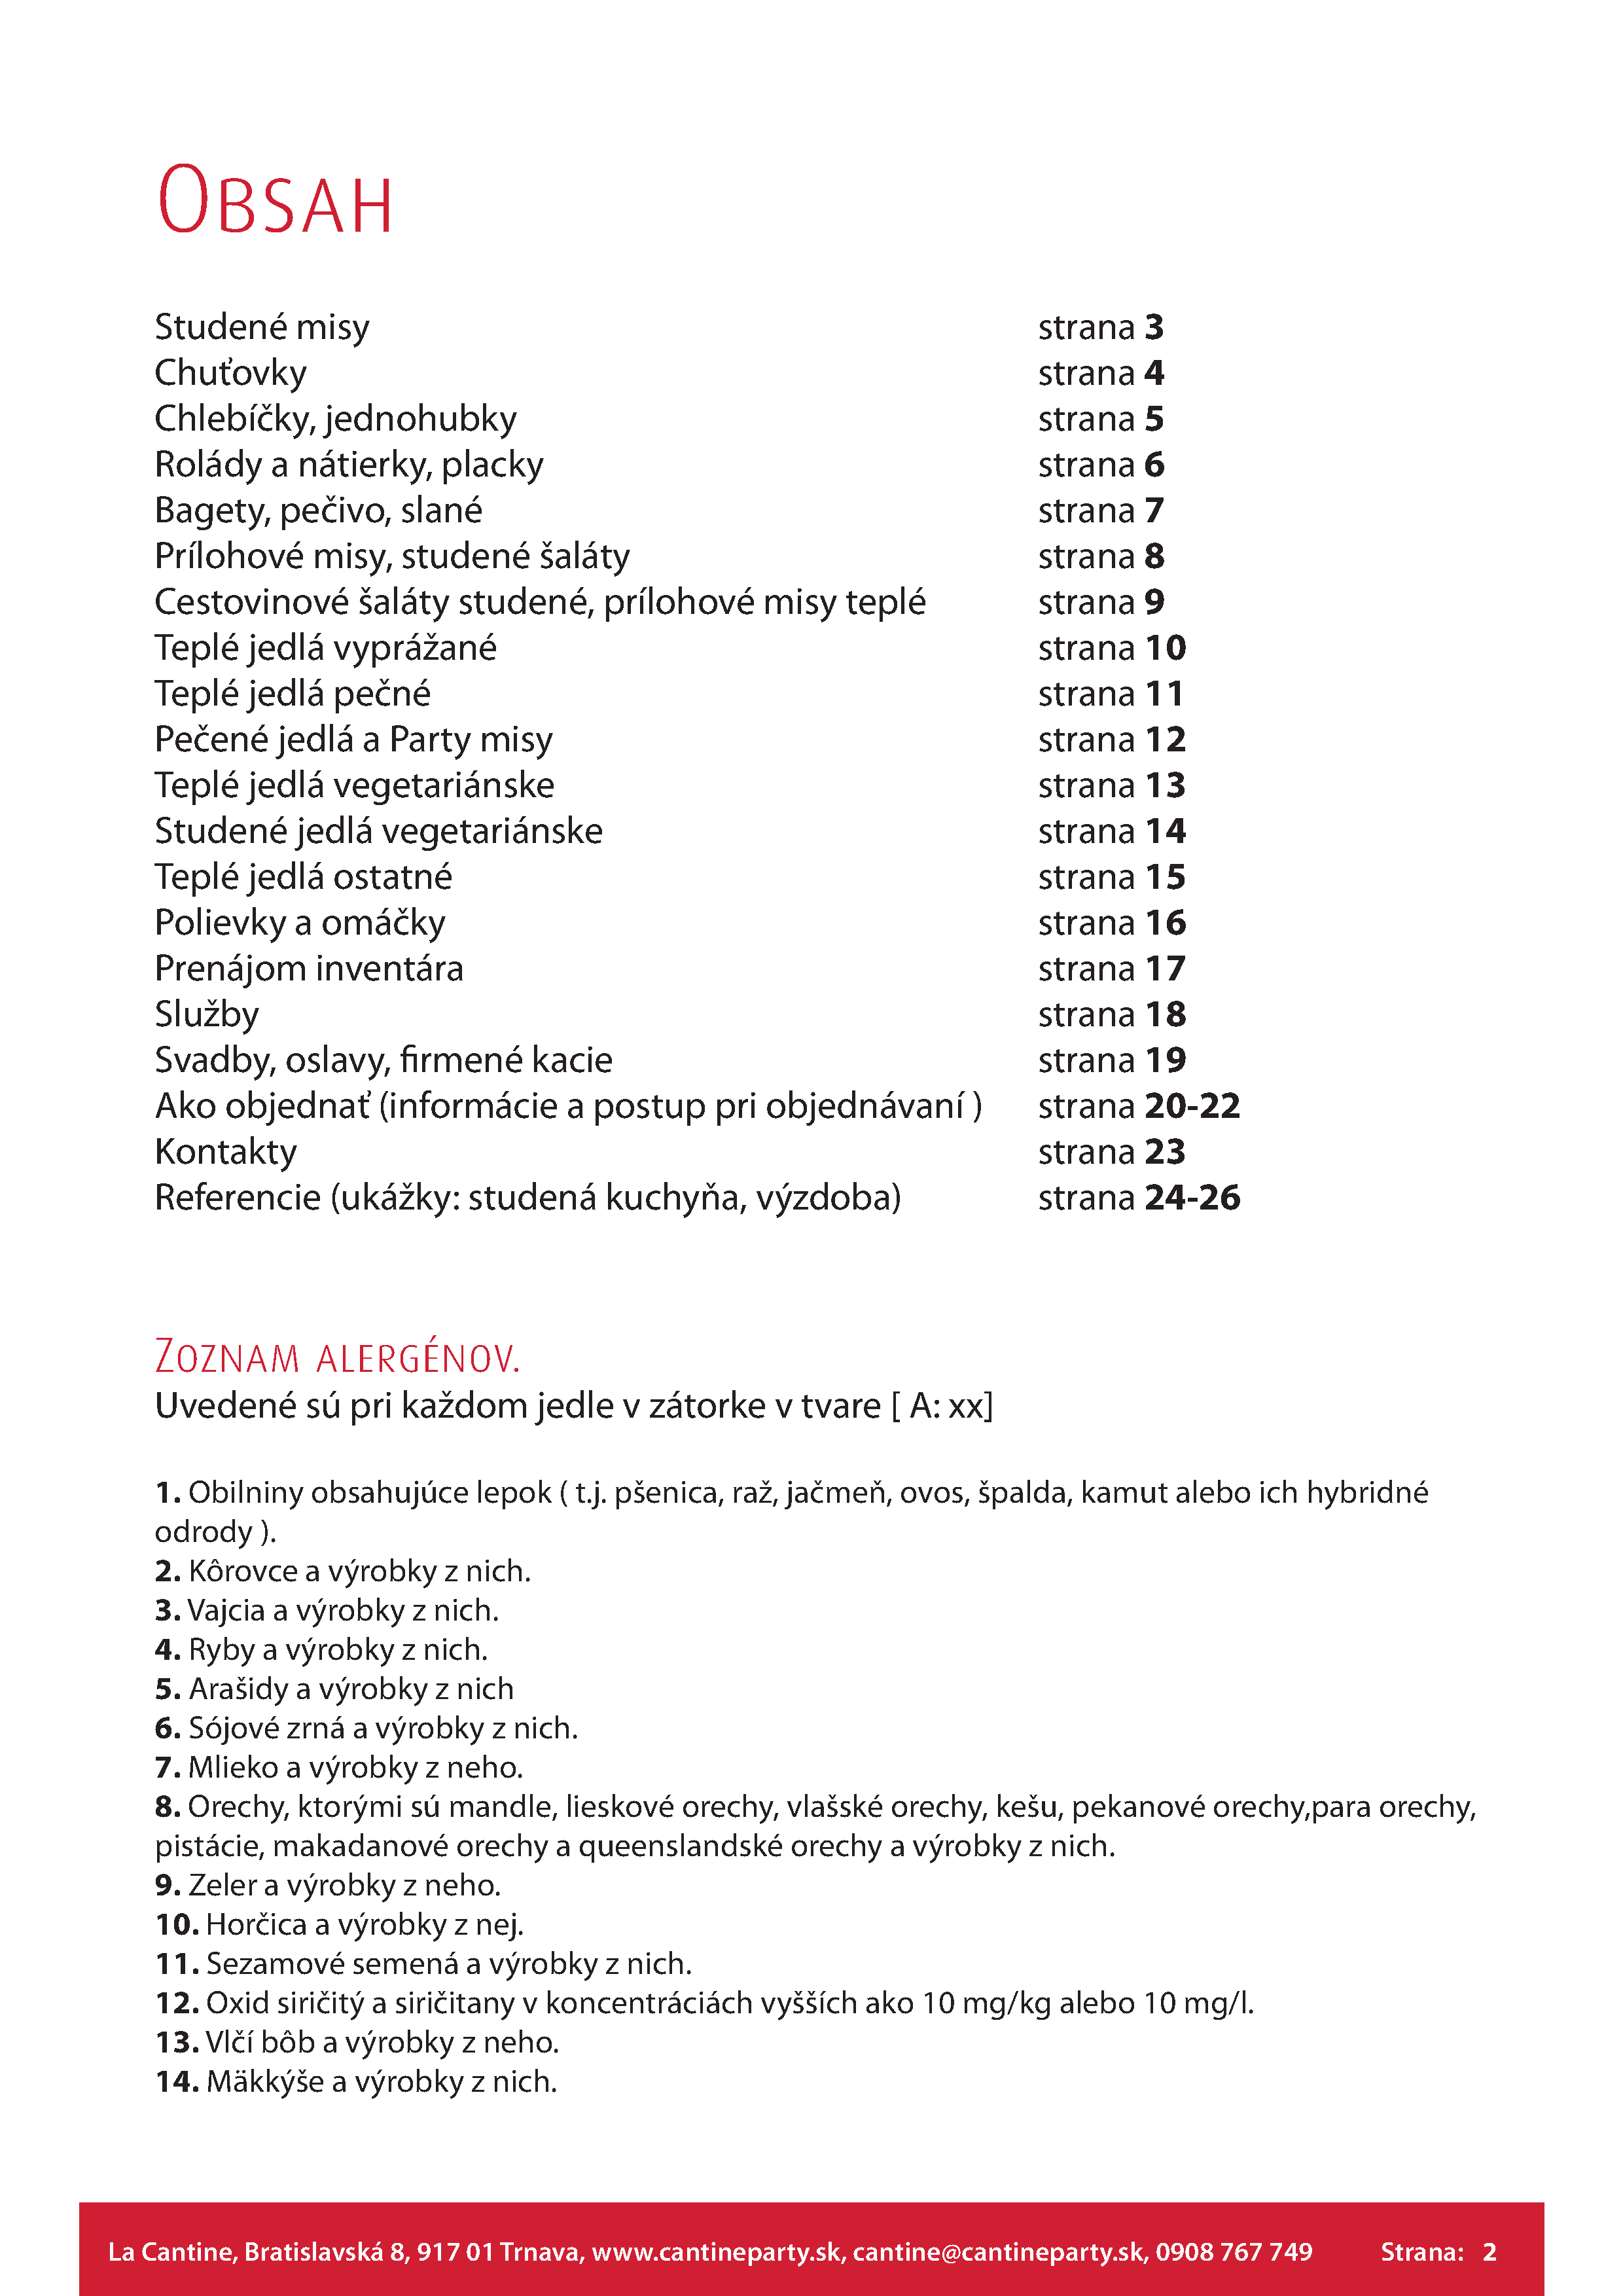 Obsah
Studené misy strana 3
Chuťovky strana 4
Chlebíčky, jednohubky strana 5
Rolády a nátierky, placky strana 6
Bagety, pečivo, slané strana 7
Prílohové misy, studené šaláty strana 8
Cestovinové šaláty studené, prílohové misy teplé strana 9
Teplé jedlá vyprážané strana 10
Teplé jedlá pečné strana 11
Pečené jedlá a Party misy strana 12
Teplé jedlá vegetariánske strana 13
Studené jedlá vegetariánske strana 14
Teplé jedlá ostatné strana 15
Polievky a omáčky strana 16
Prenájom inventára strana 17
Služby strana 18
Svadby, oslavy, firmené kacie strana 19
Ako objednať (informácie a postup pri objednávaní ) strana 20-22
Kontakty strana 23
Referencie (ukážky: studená kuchyňa, výzdoba) strana 24-26
Zoznam alergénov.
Uvedené sú pri každom jedle v zátorke v tvare [ A: xx]
1. Obilniny obsahujúce lepok ( t.j. pšenica, raž, jačmeň, ovos, špalda, kamut alebo ich hybridné
odrody ).
2. Kôrovce a výrobky z nich.
3. Vajcia a výrobky z nich.
4. Ryby a výrobky z nich.
5. Arašidy a výrobky z nich
6. Sójové zrná a výrobky z nich.
7. Mlieko a výrobky z neho.
8. Orechy, ktorými sú mandle, lieskové orechy, vlašské orechy, kešu, pekanové orechy,para orechy,
pistácie, makadanové orechy a queenslandské orechy a výrobky z nich.
9. Zeler a výrobky z neho.
10. Horčica a výrobky z nej.
11. Sezamové semená a výrobky z nich.
12. Oxid siričitý a siričitany v koncentráciách vyšších ako 10 mg/kg alebo 10 mg/l.
13. Vlčí bôb a výrobky z neho.
14. Mäkkýše a výrobky z nich.
La Cantine, Bratislavská 8, 917 01 Trnava, www.cantineparty.sk, cantine@cantineparty.sk, 0908 767 749 Strana: 2